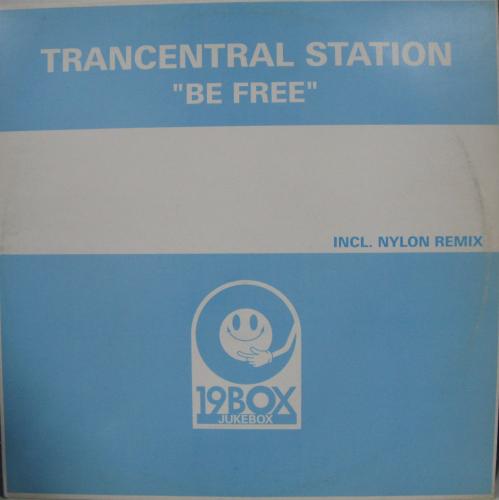 TRANCENTRAL STATION
"BE FREE"
INCL. NYLON REMIX
19BOX
JUKEBOX